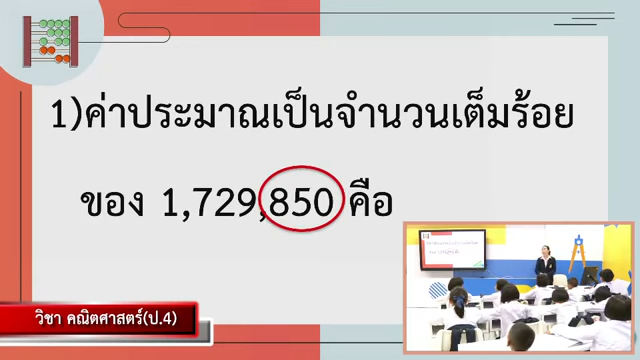 1)ค่าประมาณเป็นจำนวนเต็มร้อย
ของ 1,729,850 คือ
วิชา คณิตศาสตร์(ป.4)